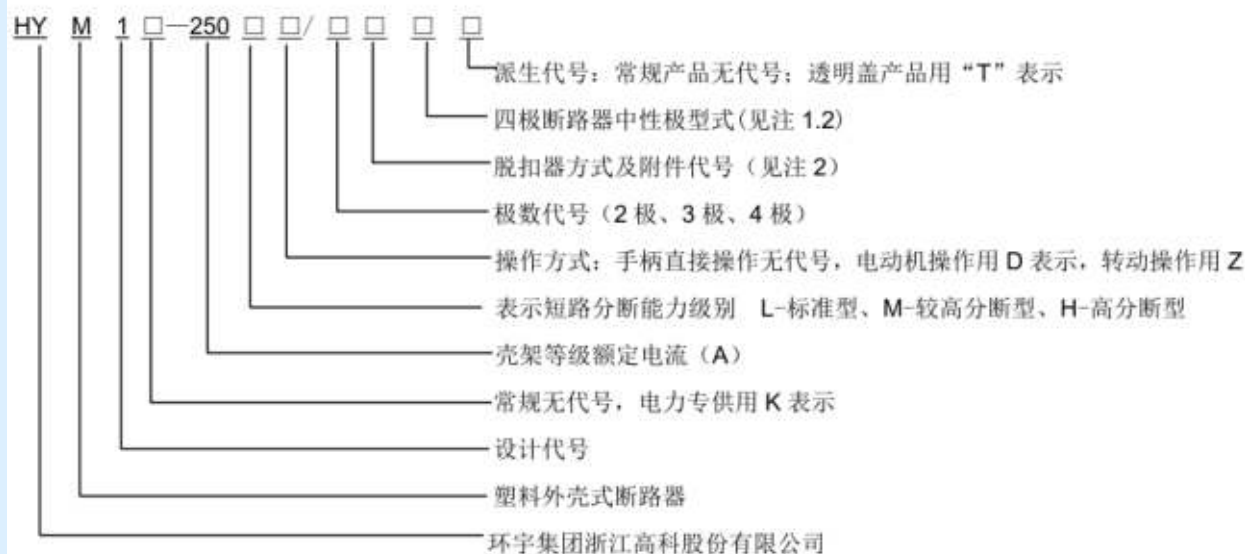 HY M 1 □—250 □ □/ □ □ □ □
派生代号：常规产品无代号；透明盖产品用“T”表示
四极断路器中性极型式(见注 1.2)
脱扣器方式及附件代号（见注 2）
极数代号（2 极、3 极、4 极）
操作方式：手柄直接操作无代号，电动机操作用 D 表示，转动操作用 Z
表示短路分断能力级别 L-标准型、M-较高分断型、H-高分断型
壳架等级额定电流（A）
常规无代号，电力专供用 K 表示
设计代号
塑料外壳式断路器
环宇集团浙江高科股份有限公司